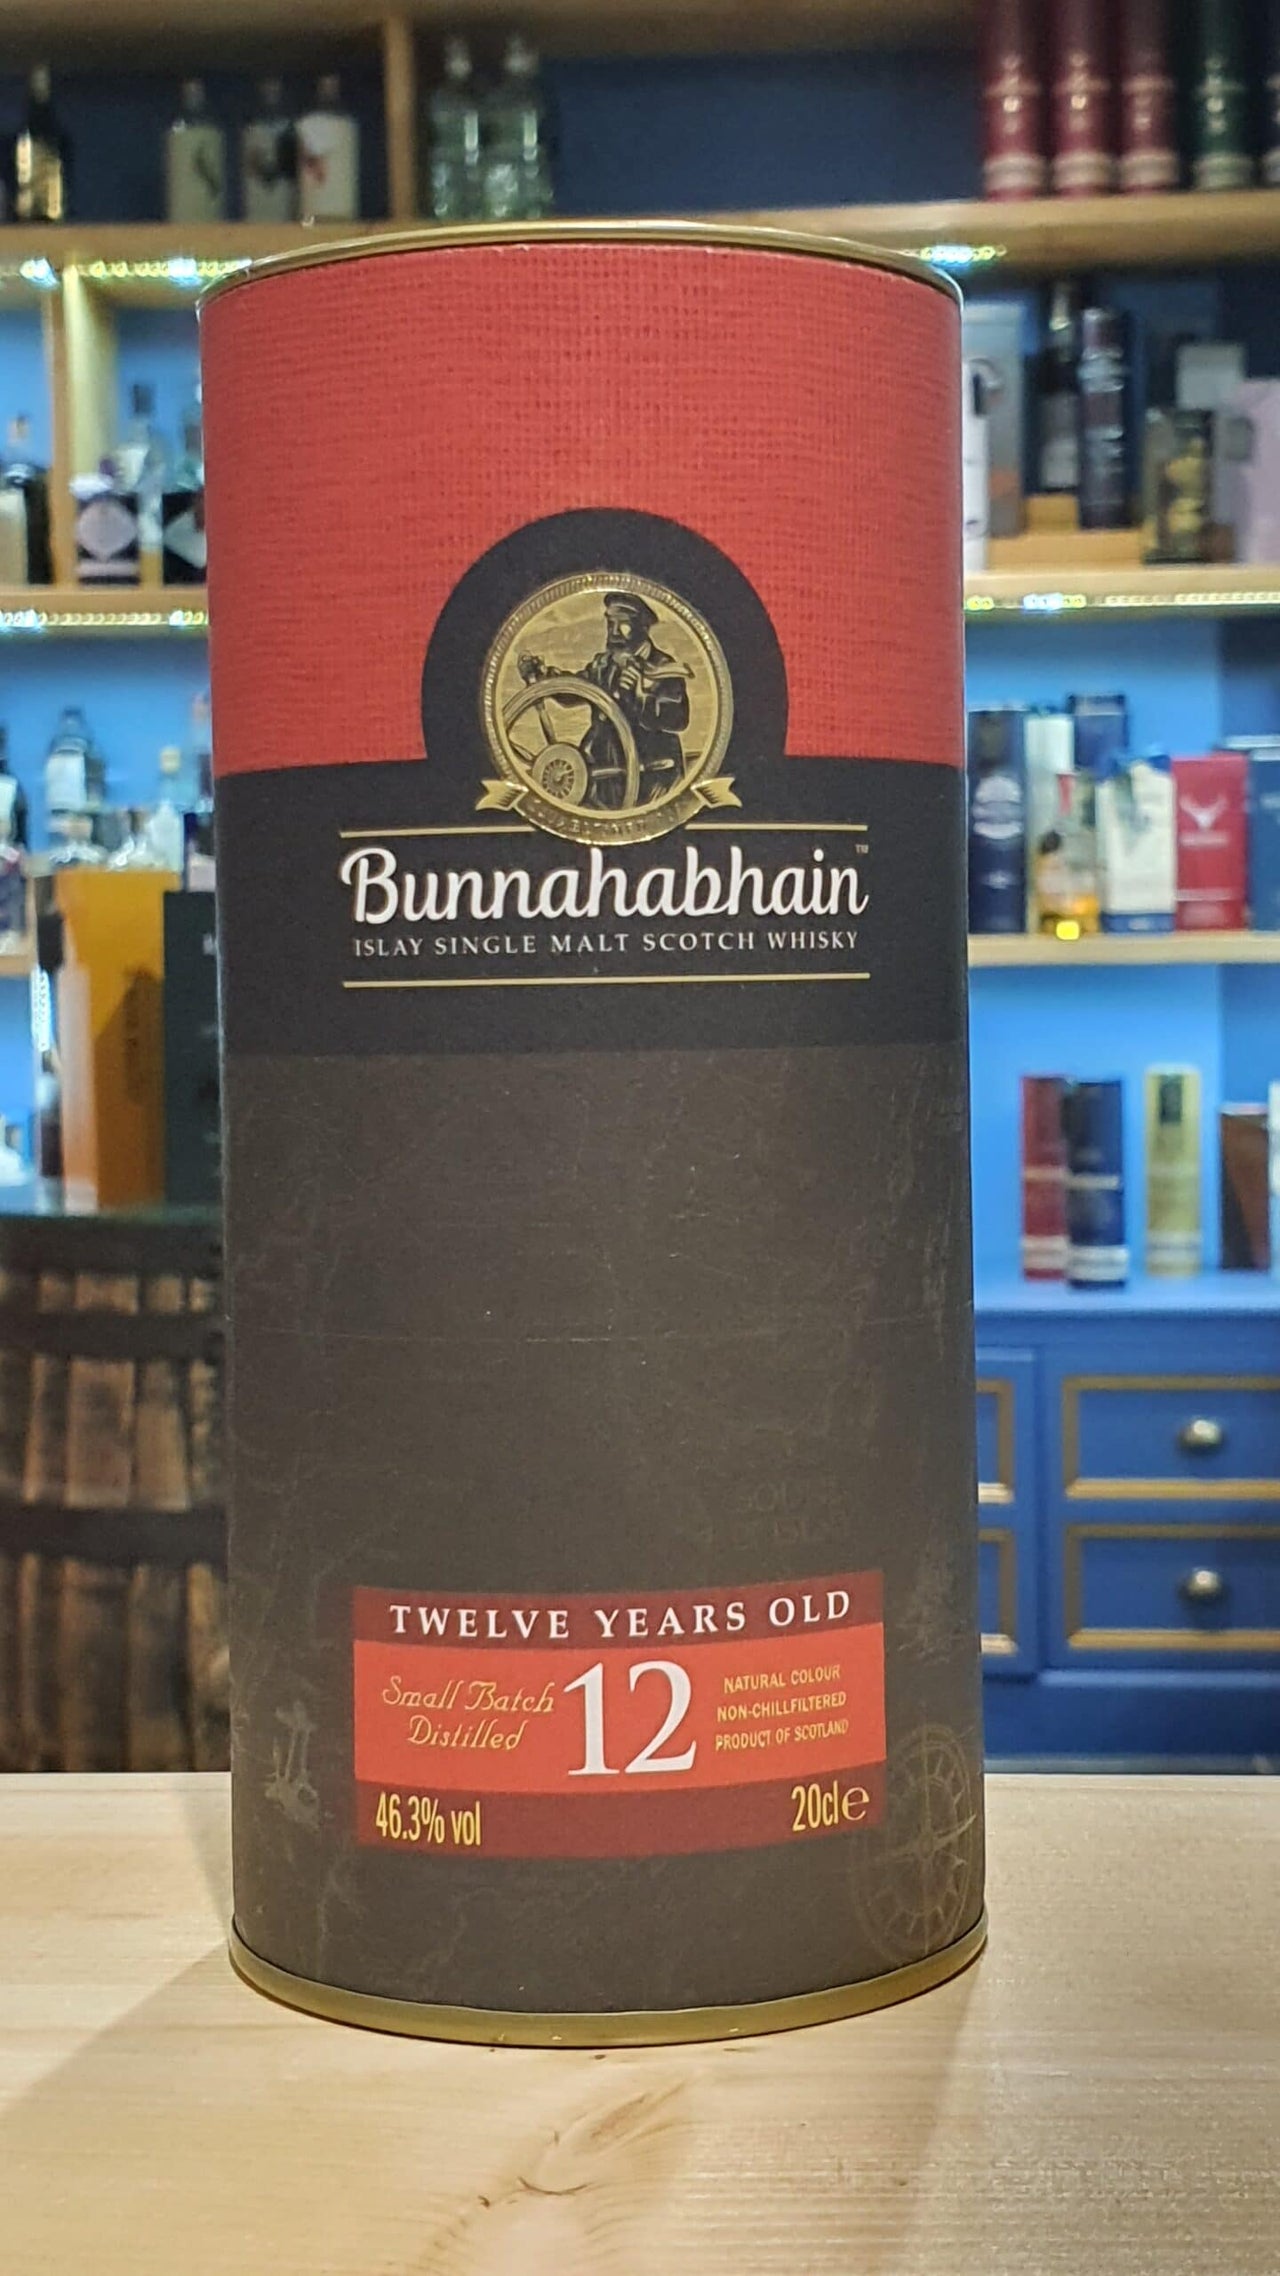 Bunnahabhain™
ISLAY SINGLE MALT SCOTCH WHISKY
TWELVE YEARS OLD
Small Batch
Distilled
12
NATURAL COLOUR
NON-CHILLFILTERED
PRODUCT OF SCOTLAND
46.3% vol
20cl e